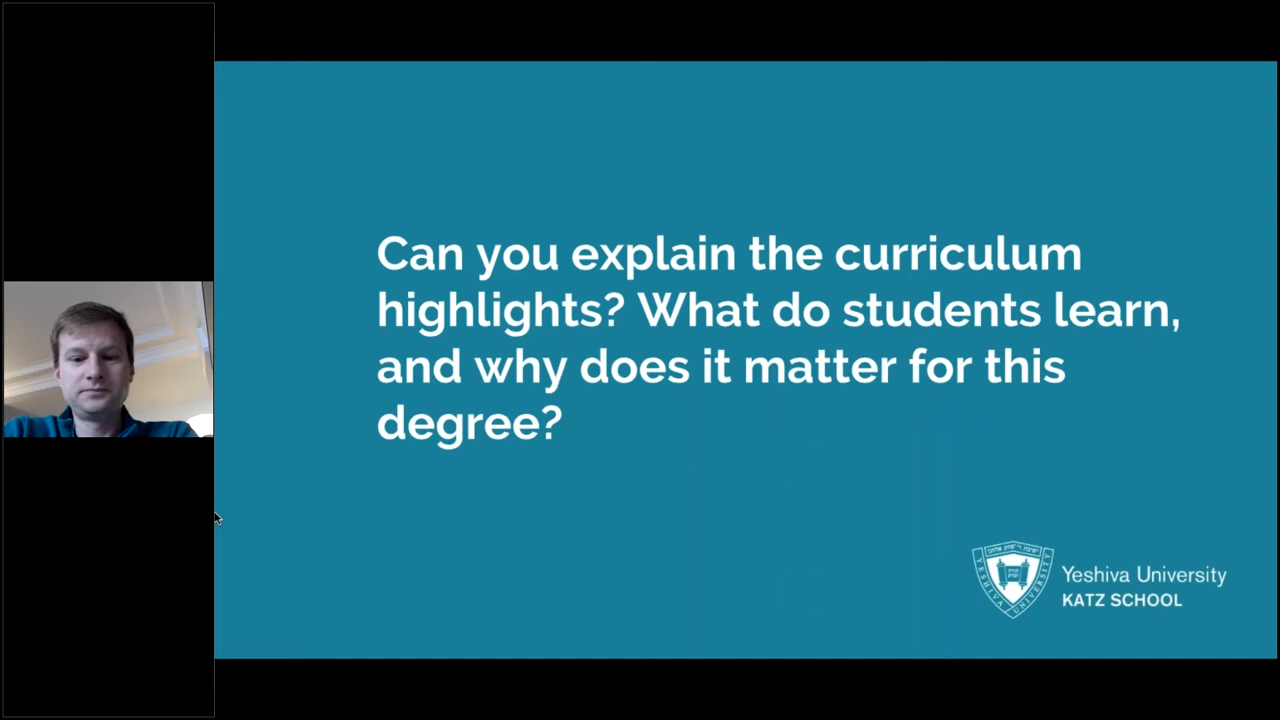 Can you explain the curriculum
highlights? What do students learn,
and why does it matter for this
degree?
Yeshiva University
KATZ SCHOOL